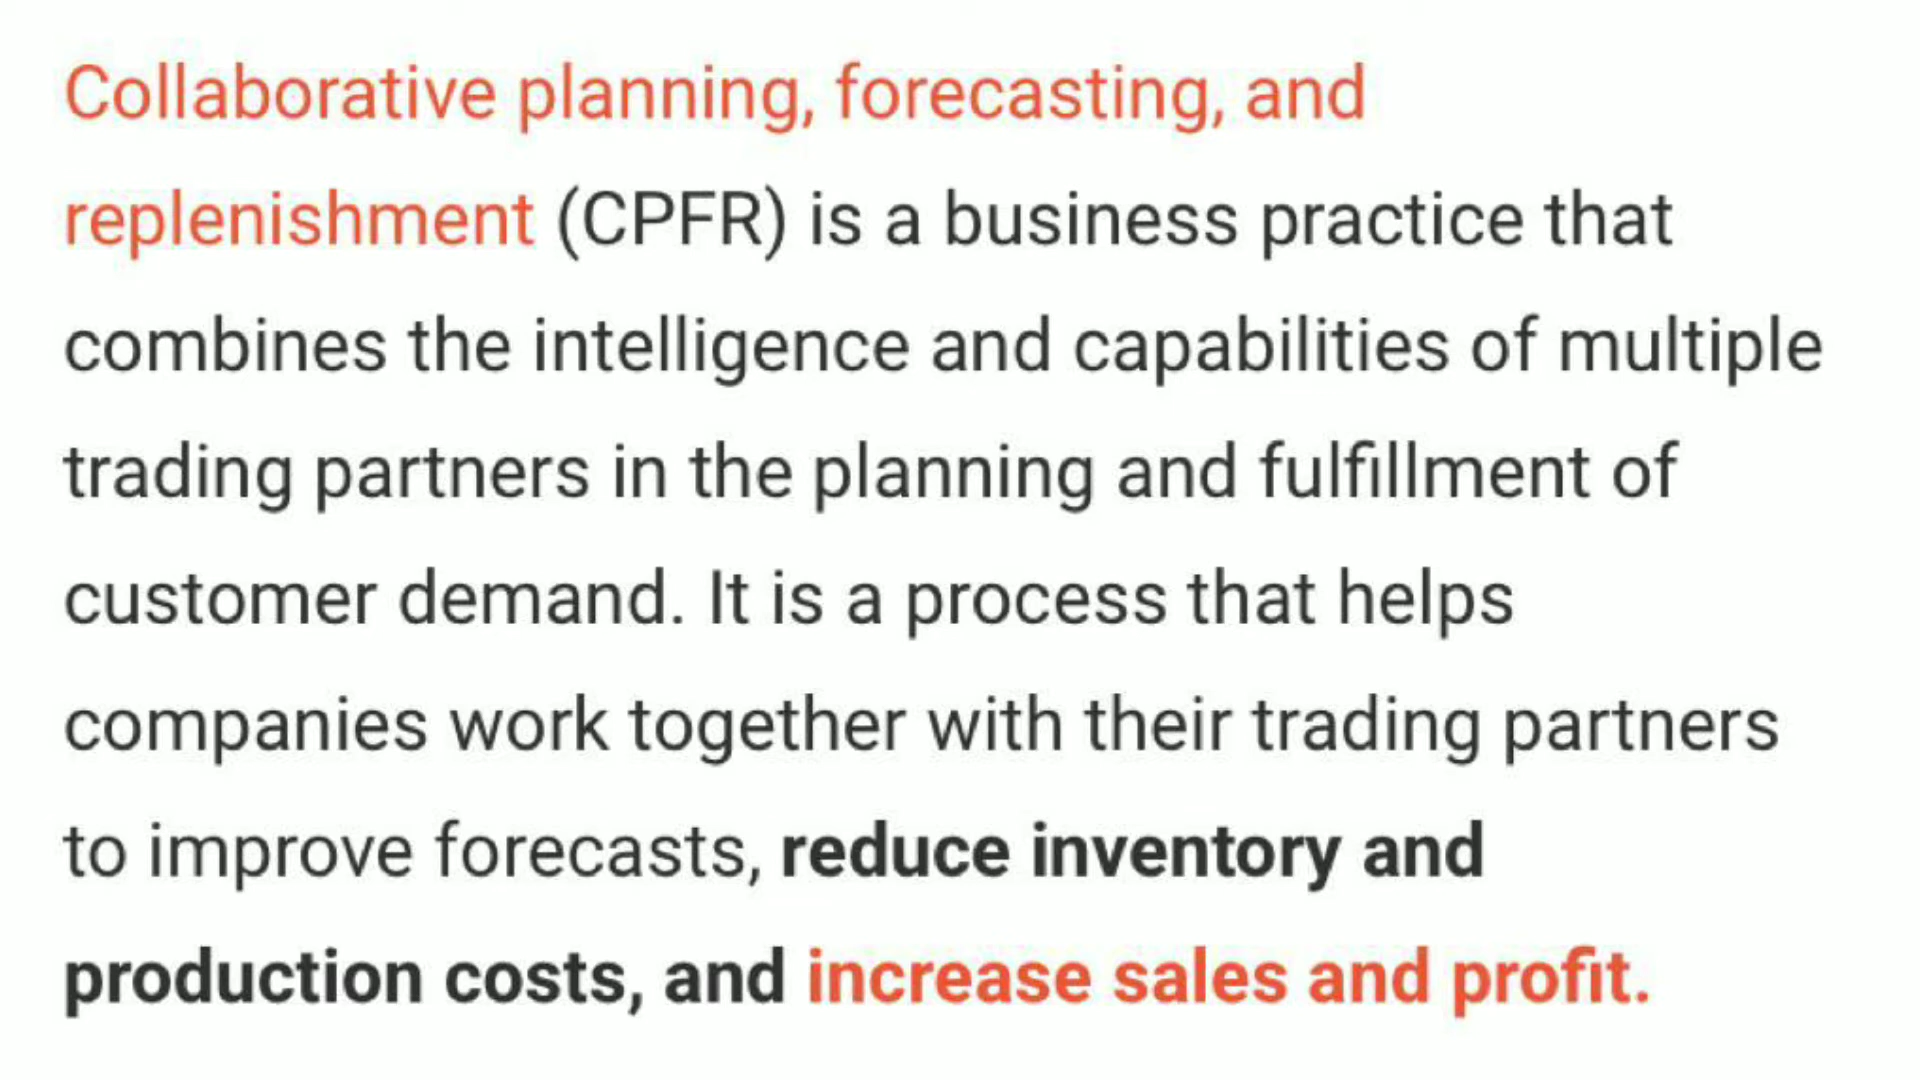 Collaborative planning, forecasting, and
replenishment (CPFR) is a business practice that
combines the intelligence and capabilities of multiple
trading partners in the planning and fulfillment of
customer demand. It is a process that helps
companies work together with their trading partners
to improve forecasts, reduce inventory and
production costs, and increase sales and profit.